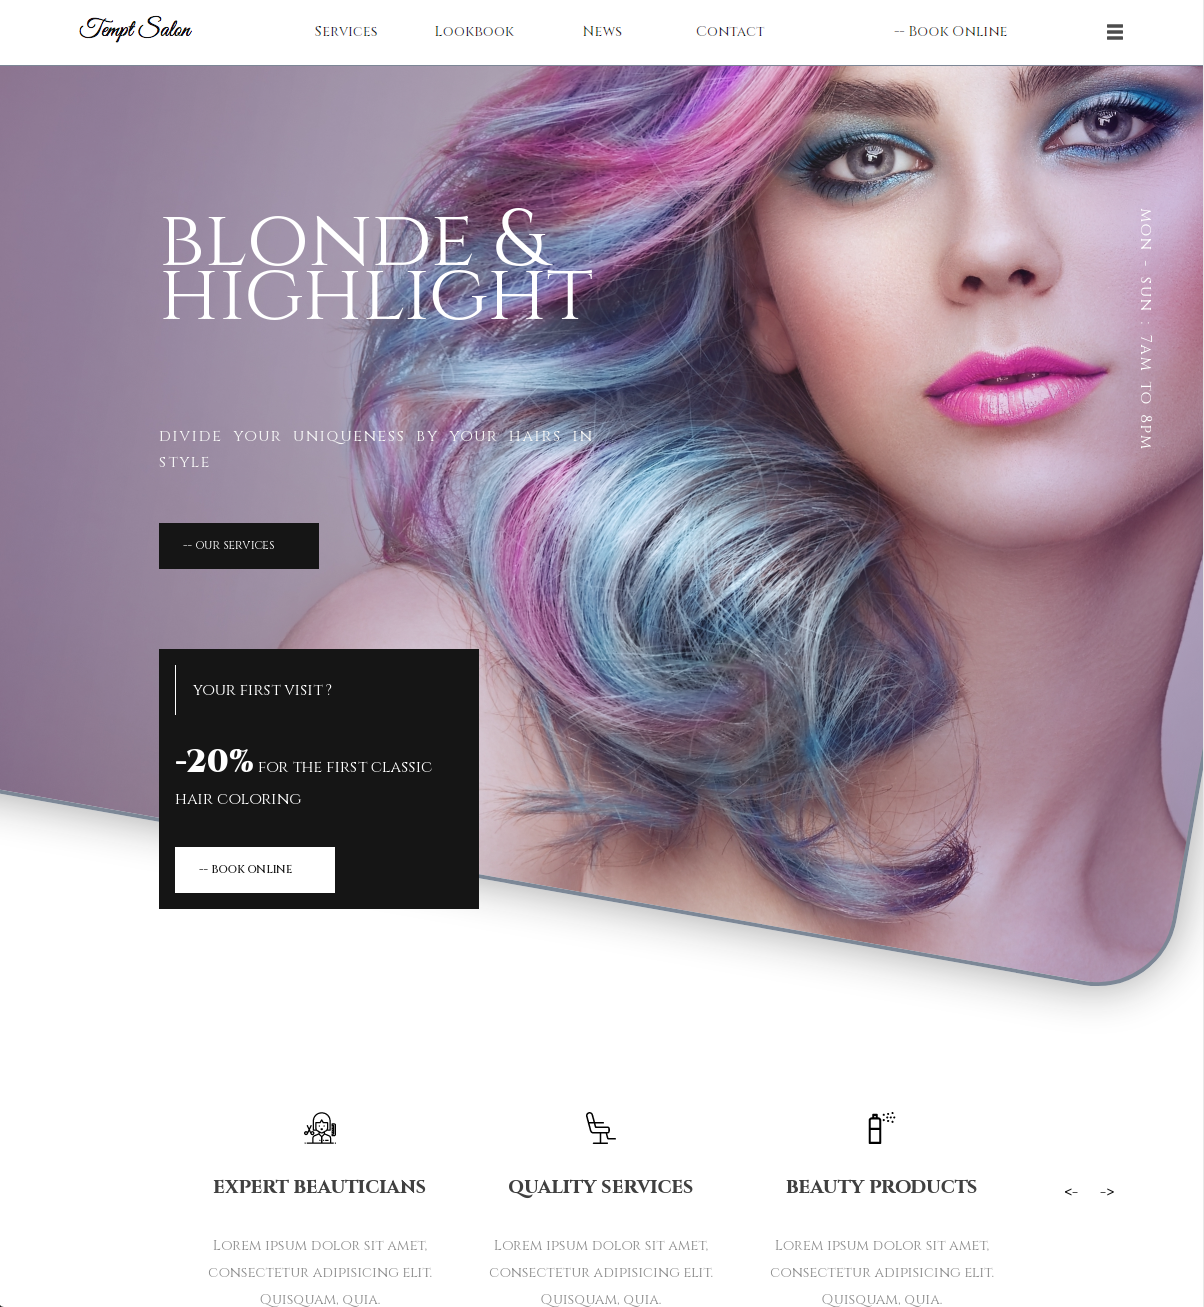 Tempt Salon
Services
Lookbook
News
Contact
-- Book Online
BLONDE &
HIGHLIGHT
MON - SUN : 7AM TO 8PM
DIVIDE YOUR UNIQUENESS BY YOUR HAIRS IN
STYLE
-- OUR SERVICES
YOUR FIRST VISIT ?
-20% FOR THE FIRST CLASSIC
HAIR COLORING
-- BOOK ONLINE
EXPERT BEAUTICIANS
QUALITY SERVICES
BEAUTY PRODUCTS
<- ->
Lorem ipsum dolor sit amet,
consectetur adipisicing elit.
Quisquam, quia.
Lorem ipsum dolor sit amet,
consectetur adipisicing elit.
Quisquam, quia.
Lorem ipsum dolor sit amet,
consectetur adipisicing elit.
Quisquam, quia.